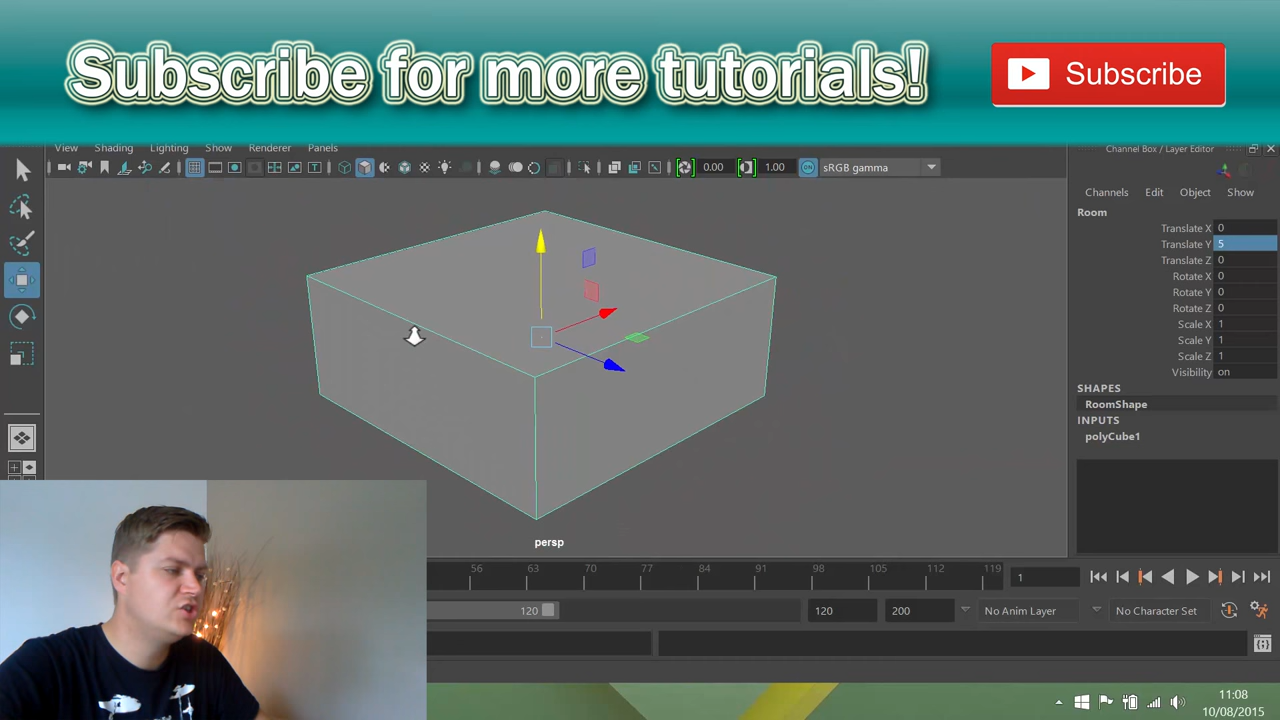 Subscribe for more tutorials!
Subscribe
View Shading Lighting Show Renderer Panels
Channel Box / Layer Editor
0.00 1.00 ON sRGB gamma
Channels Edit Object Show
Room
Translate X 0
Translate Y 5
Translate Z 0
Rotate X 0
Rotate Y 0
Rotate Z 0
Scale X 1
Scale Y 1
Scale Z 1
Visibility on
SHAPES
RoomShape
INPUTS
polyCube1
persp
56 63 70 77 84 91 98 105 112 119
1
120 120 200 No Anim Layer No Character Set
11:08
10/08/2015